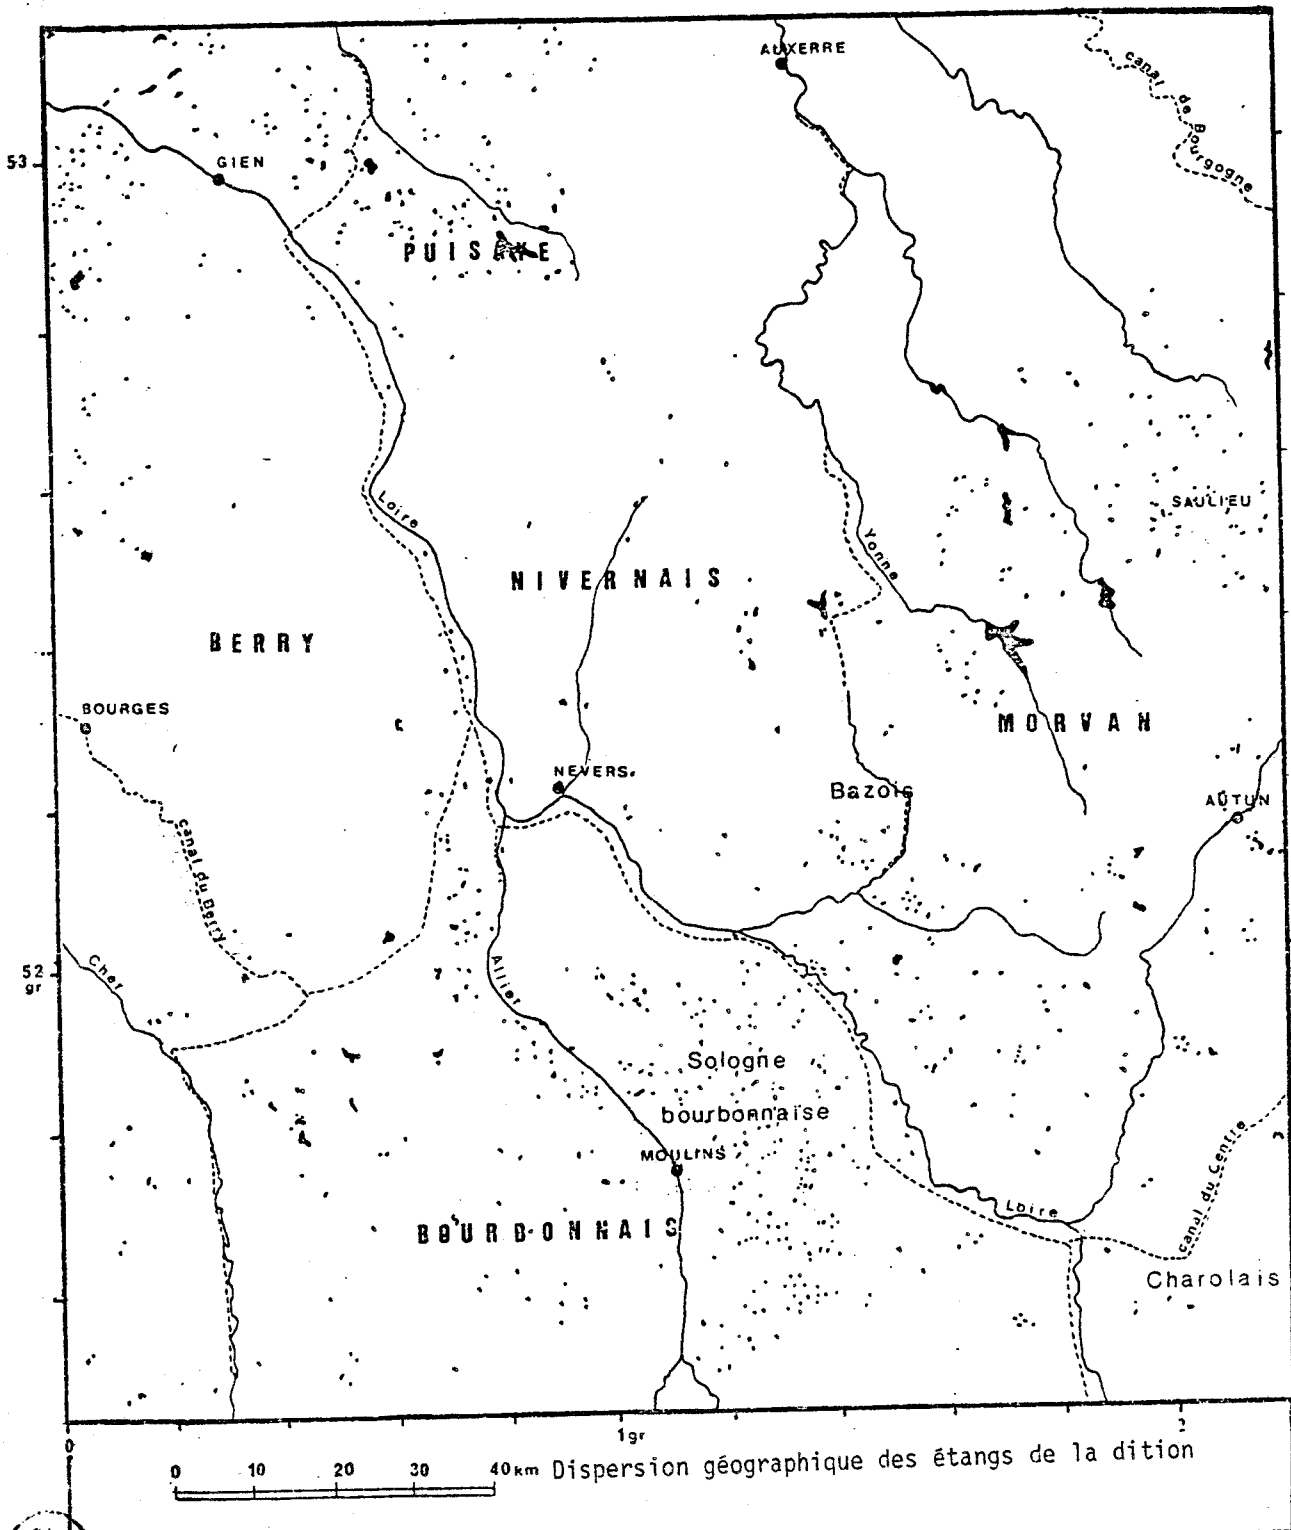 AUXERRE
canal de Bourgogne
53
GIEN
PUISAYE
SAULIEU
Loire
Yonne
NIVERNAIS
BERRY
BOURGES
MORVAN
NEVERS
Bazois
AUTUN
canal du Berry
Cher
Allier
52
gr
Sologne
bourbonnaise
MOULINS
canal du Centre
Loire
BOURBONNAIS
Charolais
0
1gr
2
0 10 20 30 40km
Dispersion géographique des étangs de la dition